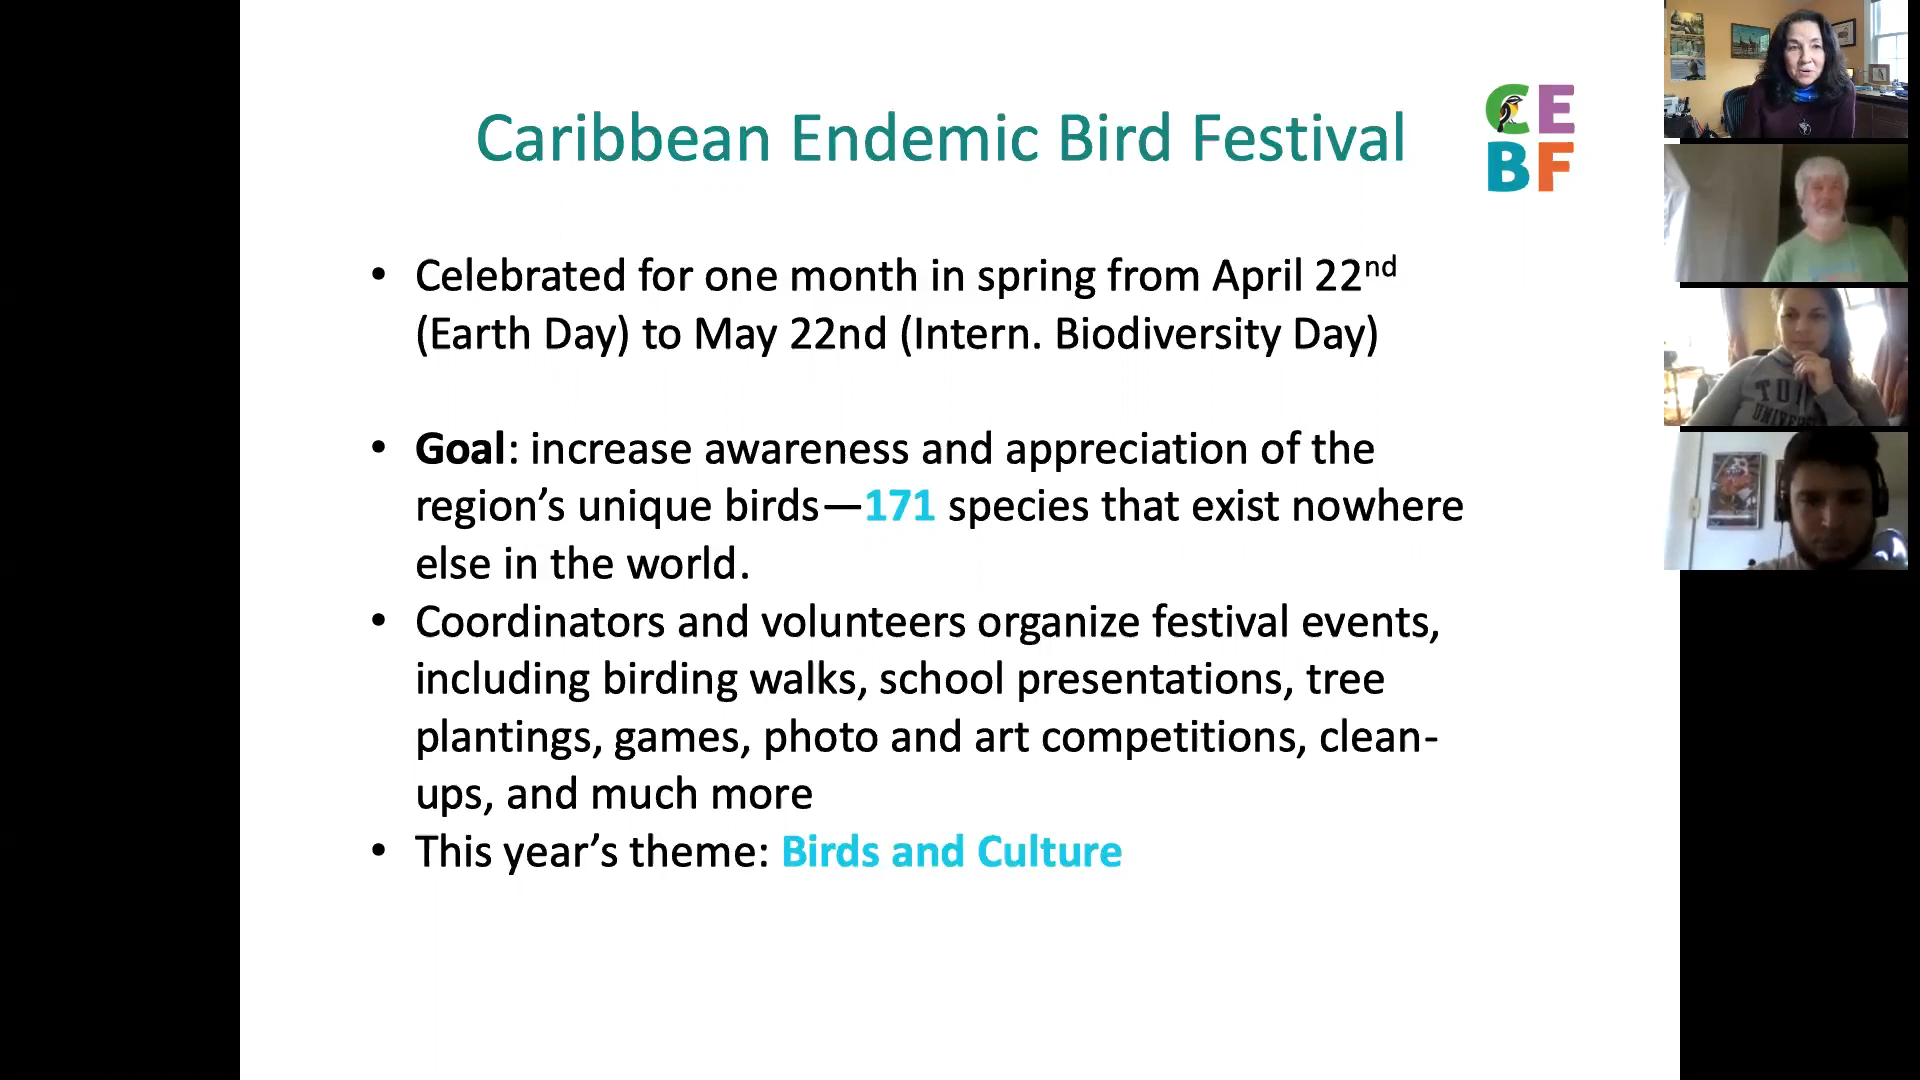 Caribbean Endemic Bird Festival
CE
BF
• Celebrated for one month in spring from April 22nd
(Earth Day) to May 22nd (Intern. Biodiversity Day)
• Goal: increase awareness and appreciation of the
region’s unique birds—171 species that exist nowhere
else in the world.
• Coordinators and volunteers organize festival events,
including birding walks, school presentations, tree
plantings, games, photo and art competitions, clean-
ups, and much more
• This year’s theme: Birds and Culture